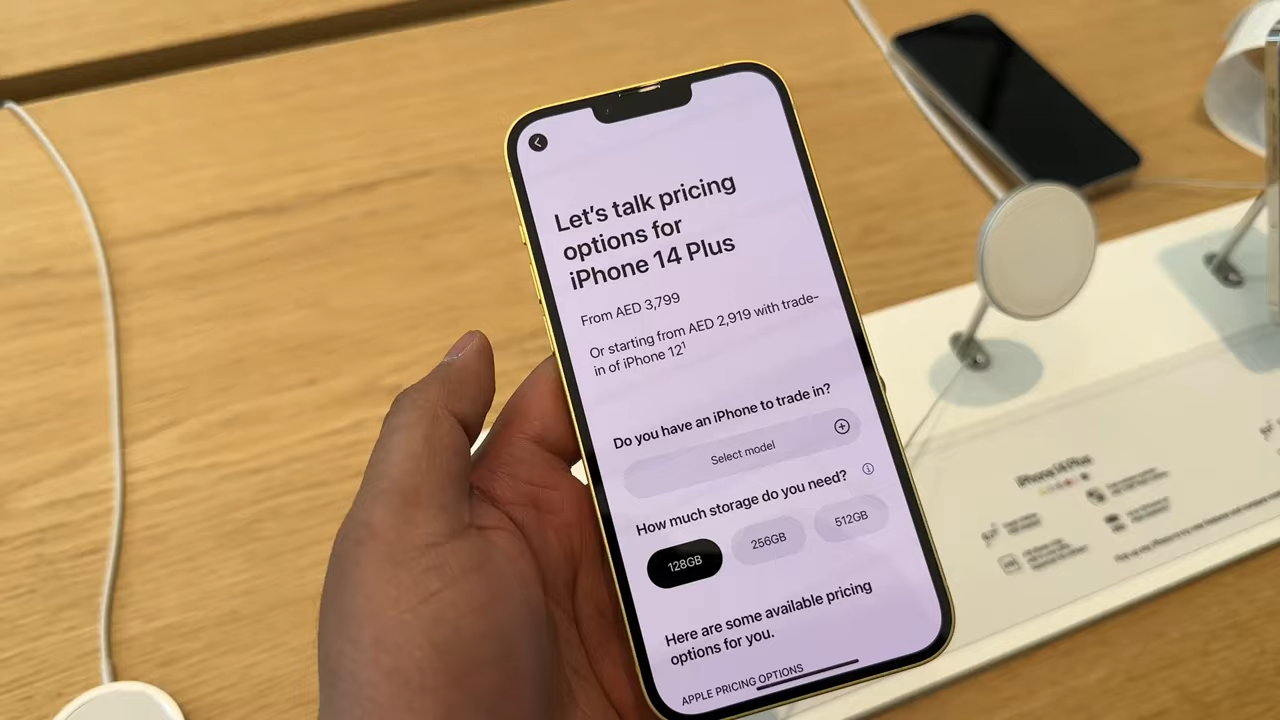 Let's talk pricing
options for
iPhone 14 Plus
From AED 3,799
Or starting from AED 2,919 with trade-
in of iPhone 12¹
Do you have an iPhone to trade in?
Select model
How much storage do you need?
128GB
256GB
512GB
Here are some available pricing
options for you.
APPLE PRICING OPTIONS
iPhone 14 Plus